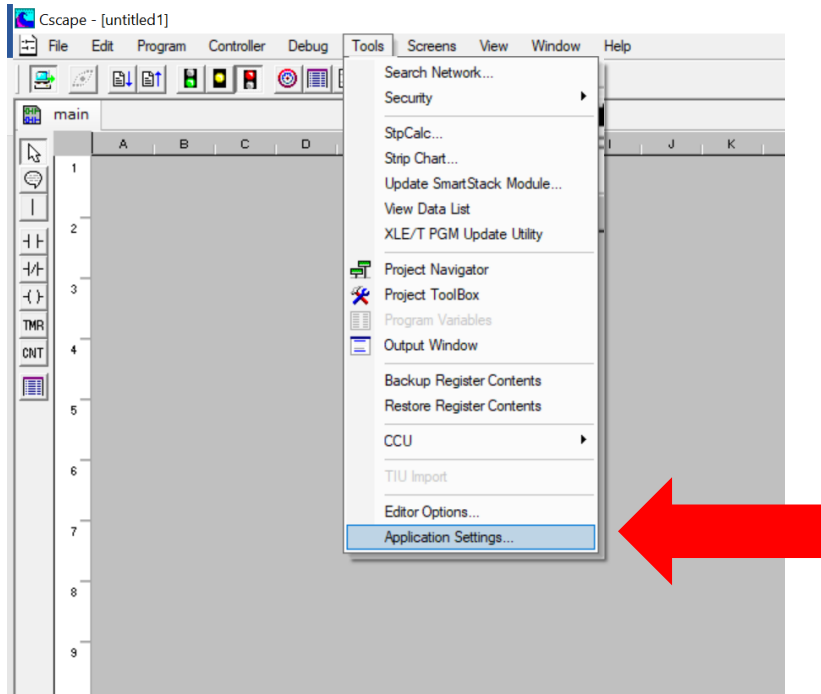 Cscape - [untitled1]
File Edit Program Controller Debug Tools Screens View Window Help
main
A B C D I J K
Search Network...
Security
StpCalc...
Strip Chart...
Update SmartStack Module...
View Data List
XLE/T PGM Update Utility
Project Navigator
Project ToolBox
Program Variables
Output Window
Backup Register Contents
Restore Register Contents
CCU
TIU Import
Editor Options...
Application Settings...
TMR
CNT
1
2
3
4
5
6
7
8
9